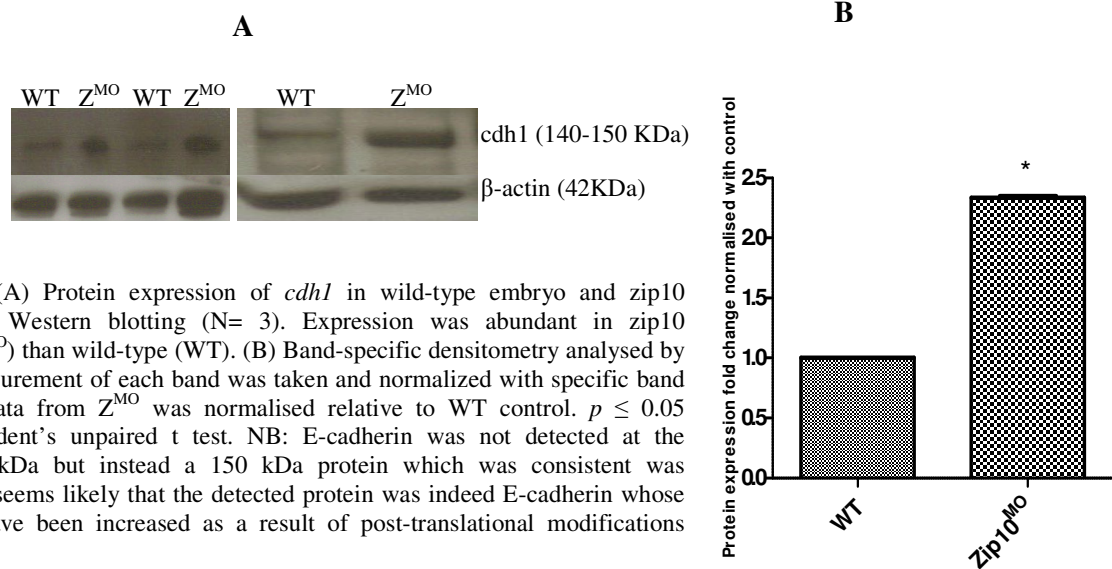 A
WT ZMO WT ZMO WT ZMO
cdh1 (140-150 KDa)
β-actin (42KDa)
(A) Protein expression of cdh1 in wild-type embryo and zip10
Western blotting (N= 3). Expression was abundant in zip10
) than wild-type (WT). (B) Band-specific densitometry analysed by
urement of each band was taken and normalized with specific band
ata from ZMO was normalised relative to WT control. p ≤ 0.05
dent's unpaired t test. NB: E-cadherin was not detected at the
kDa but instead a 150 kDa protein which was consistent was
seems likely that the detected protein was indeed E-cadherin whose
ve been increased as a result of post-translational modifications
B
Protein expression fold change normalised with control
2.5
2.0
1.5
1.0
0.5
0.0
*
WT
Zip10MO